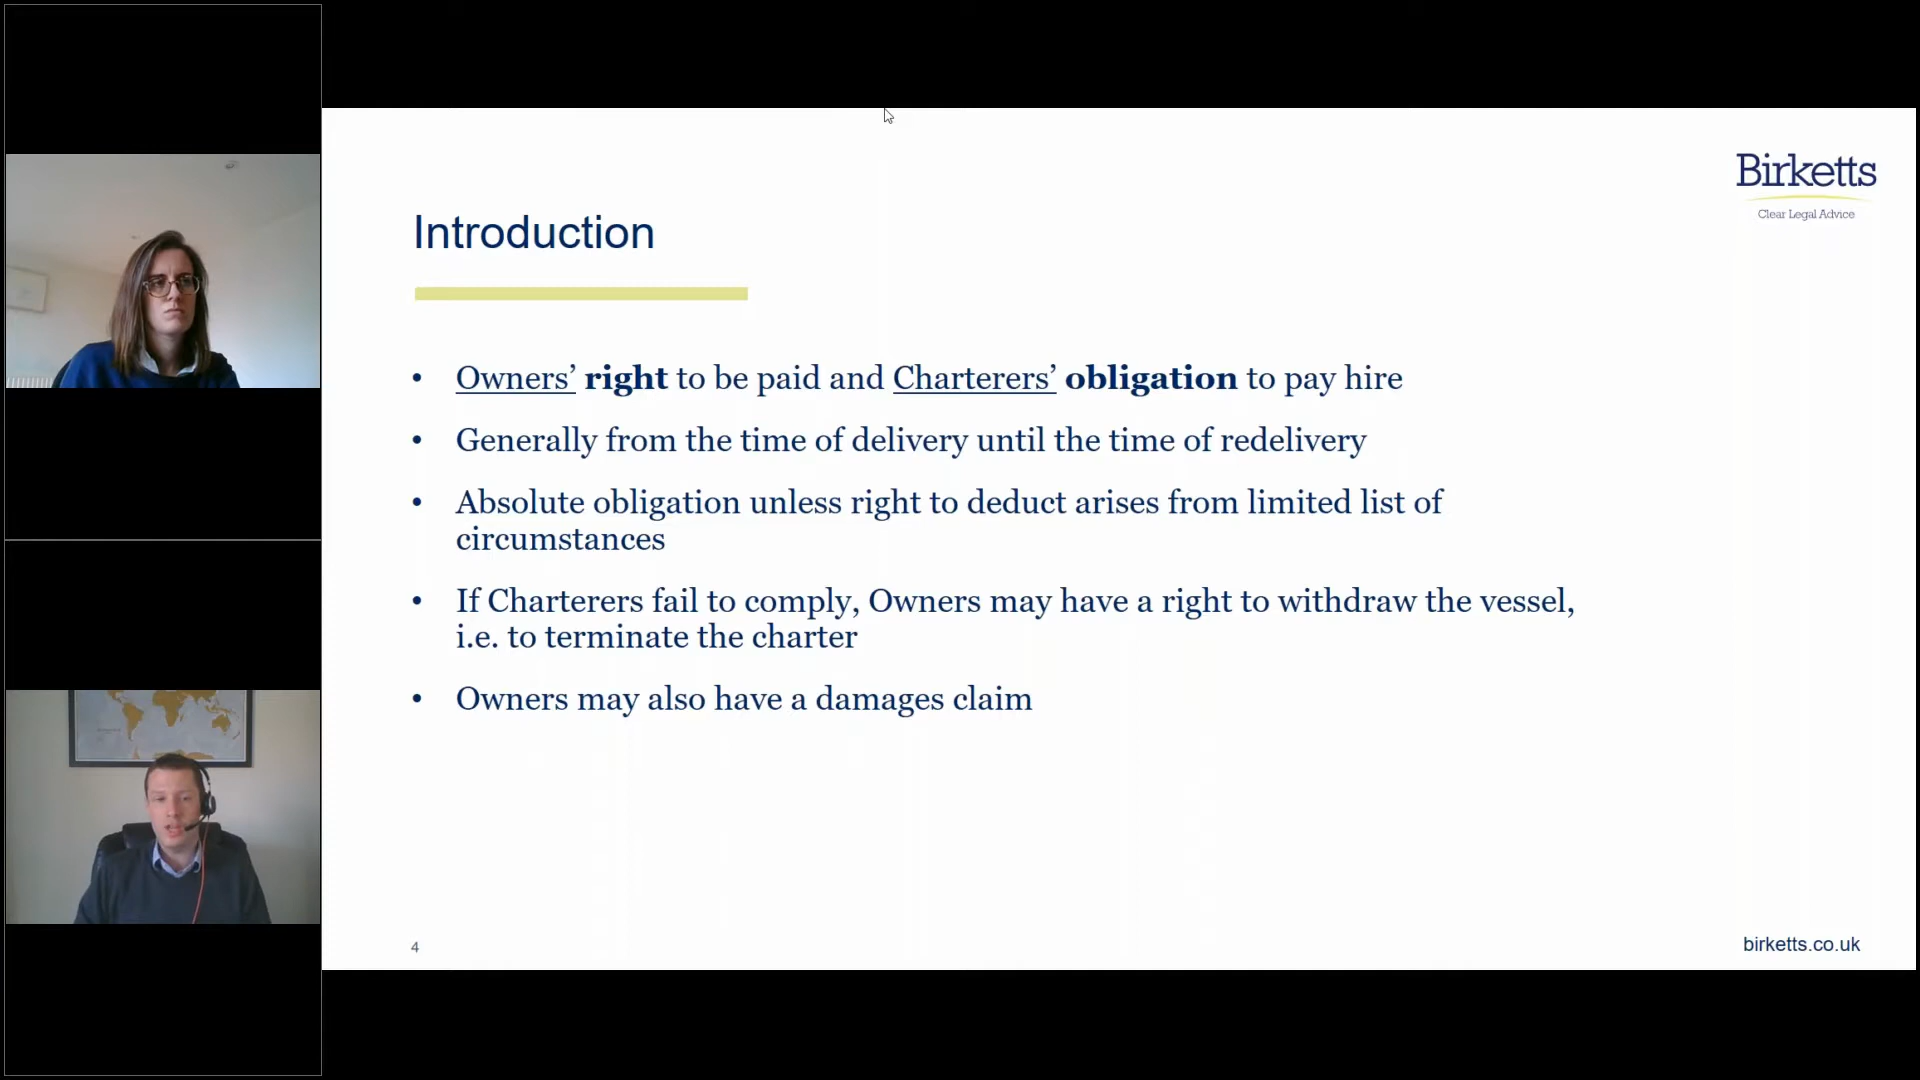 Birketts
Clear Legal Advice
Introduction
• Owners’ right to be paid and Charterers’ obligation to pay hire
• Generally from the time of delivery until the time of redelivery
• Absolute obligation unless right to deduct arises from limited list of
circumstances
• If Charterers fail to comply, Owners may have a right to withdraw the vessel,
i.e. to terminate the charter
• Owners may also have a damages claim
4
birketts.co.uk